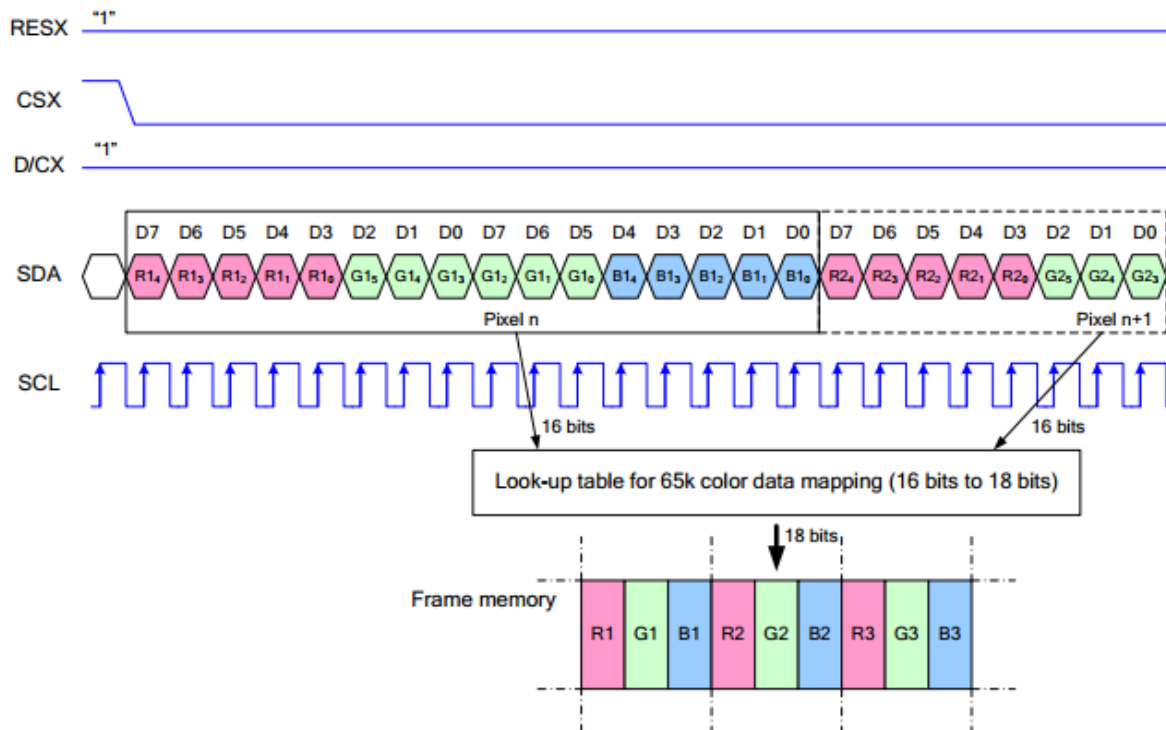 RESX "1"
CSX
D/CX "1"
D7 D6 D5 D4 D3 D2 D1 D0 D7 D6 D5 D4 D3 D2 D1 D0 D7 D6 D5 D4 D3 D2 D1 D0
SDA R1₄ R1₃ R1₂ R1₁ R1₀ G1₅ G1₄ G1₃ G1₂ G1₁ G1₀ B1₄ B1₃ B1₂ B1₁ B1₀ R2₄ R2₃ R2₂ R2₁ R2₀ G2₅ G2₄ G2₃
Pixel n Pixel n+1
SCL
16 bits 16 bits
Look-up table for 65k color data mapping (16 bits to 18 bits)
18 bits
Frame memory
R1 G1 B1 R2 G2 B2 R3 G3 B3